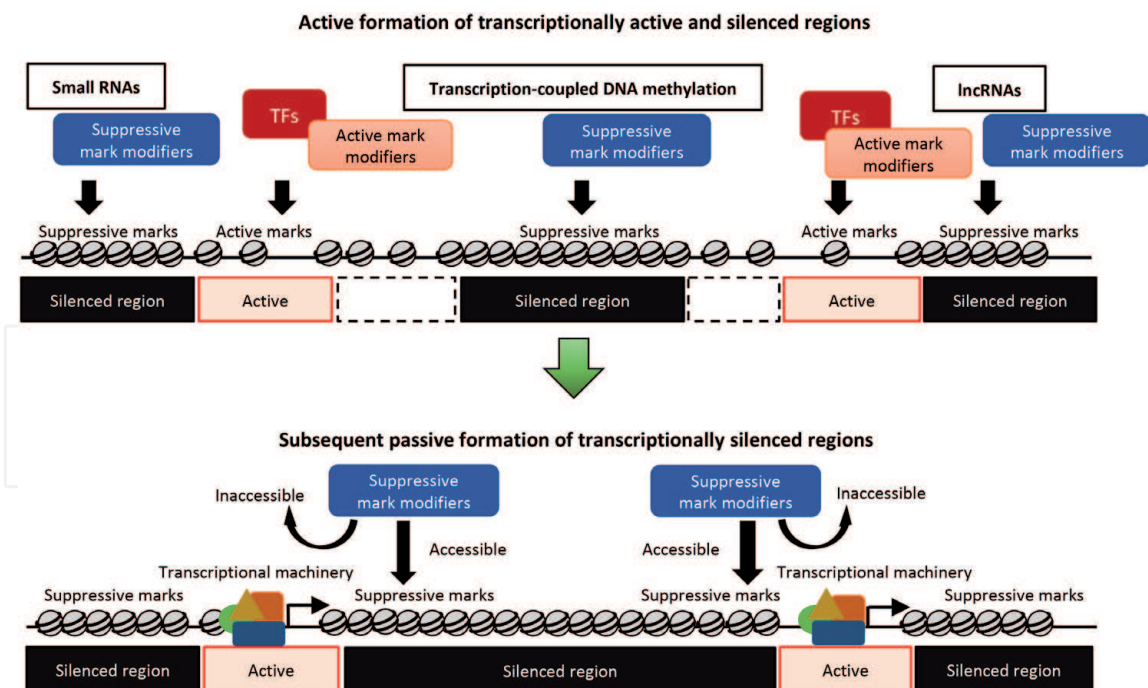 Active formation of transcriptionally active and silenced regions
Small RNAs
Suppressive
mark modifiers
TFs
Active mark
modifiers
Transcription-coupled DNA methylation
Suppressive
mark modifiers
TFs
Active mark
modifiers
lncRNAs
Suppressive
mark modifiers
Suppressive marks
Active marks
Suppressive marks
Active marks
Suppressive marks
Silenced region
Active
Silenced region
Active
Silenced region
Subsequent passive formation of transcriptionally silenced regions
Inaccessible
Suppressive
mark modifiers
Suppressive
mark modifiers
Inaccessible
Accessible
Accessible
Transcriptional machinery
Transcriptional machinery
Suppressive marks
Suppressive marks
Suppressive marks
Suppressive marks
Silenced region
Active
Silenced region
Active
Silenced region